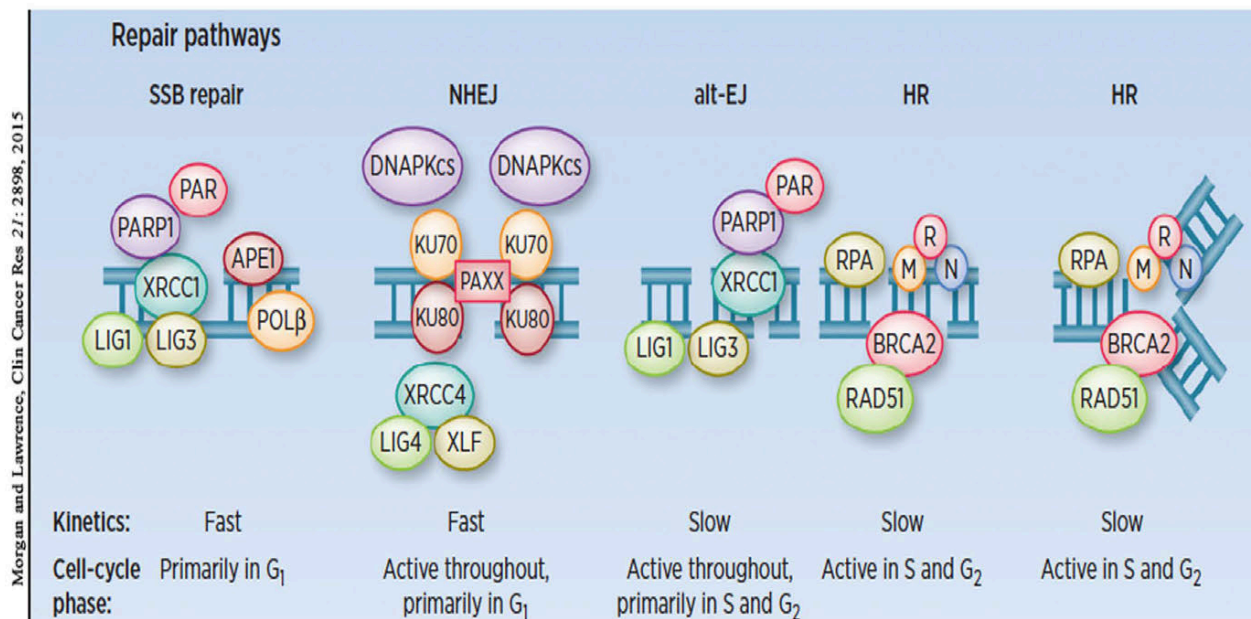 Morgan and Lawrence, Clin Cancer Res 27: 2898, 2015
Repair pathways
SSB repair
NHEJ
alt-EJ
HR
HR
PAR
PARP1
APE1
XRCC1
POLβ
LIG1
LIG3
DNAPKcs
DNAPKcs
KU70
KU70
PAXX
KU80
KU80
XRCC4
LIG4
XLF
PAR
PARP1
XRCC1
LIG1
LIG3
R
RPA
M
N
BRCA2
RAD51
R
RPA
M
N
BRCA2
RAD51
Kinetics: Fast Fast Slow Slow Slow
Cell-cycle Primarily in G₁ Active throughout, Active throughout, Active in S and G₂ Active in S and G₂
phase: primarily in G₁ primarily in S and G₂